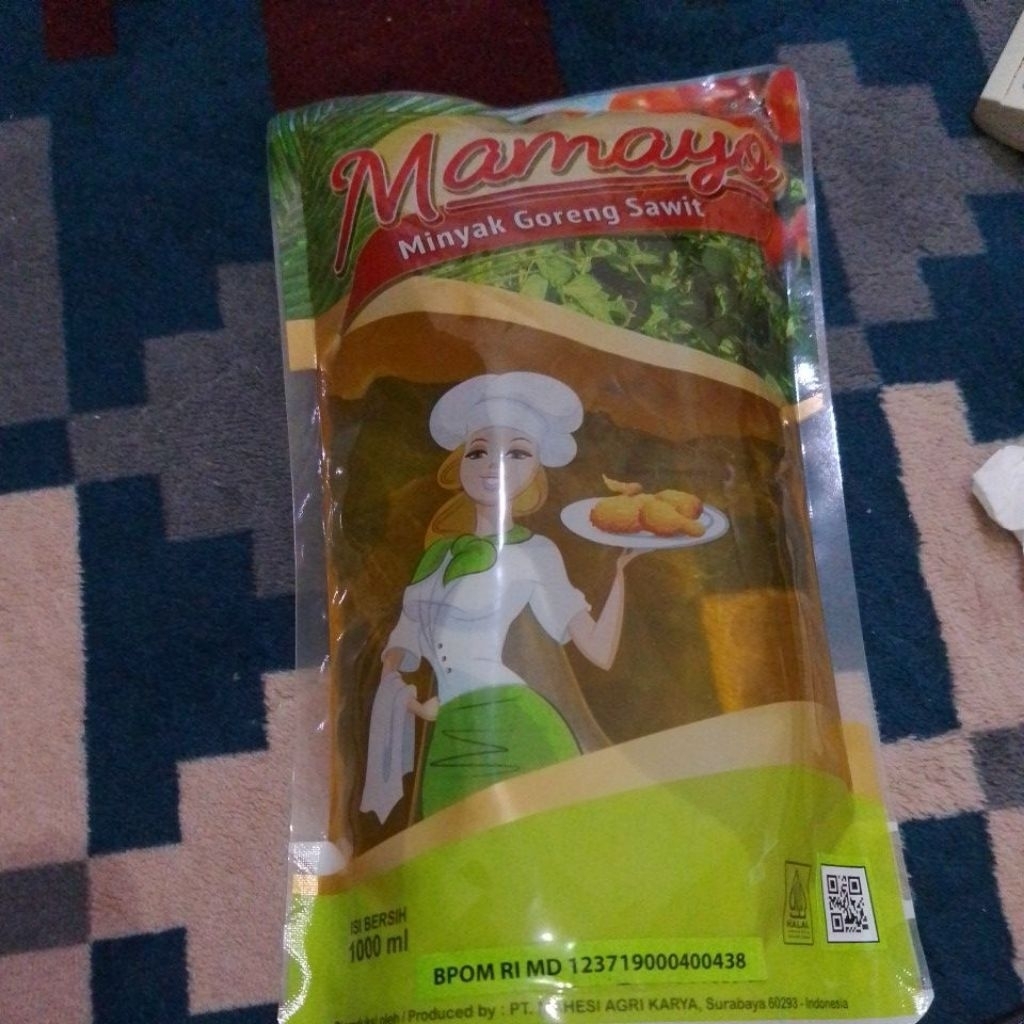 Mamayo
Minyak Goreng Sawit
HALAL
ISI BERSIH
1000 ml
BPOM RI MD 123719000400438
/ Produced by : PT. AGRI KARYA, Surabaya 60293 - Indonesia